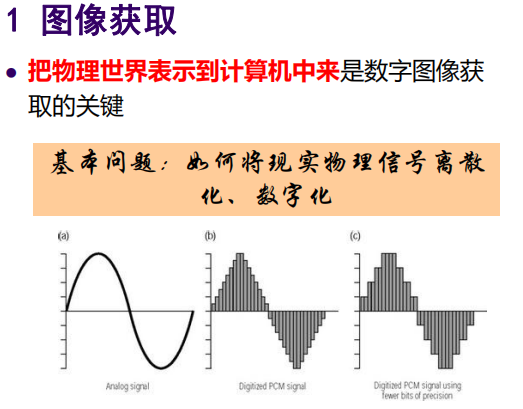 1 图像获取
把物理世界表示到计算机中来是数字图像获
取的关键
基本问题：如何将现实物理信号离散
化、数字化
(a) (b) (c)
Analog signal
Digitized PCM signal
Digitized PCM signal using
fewer bits of precision